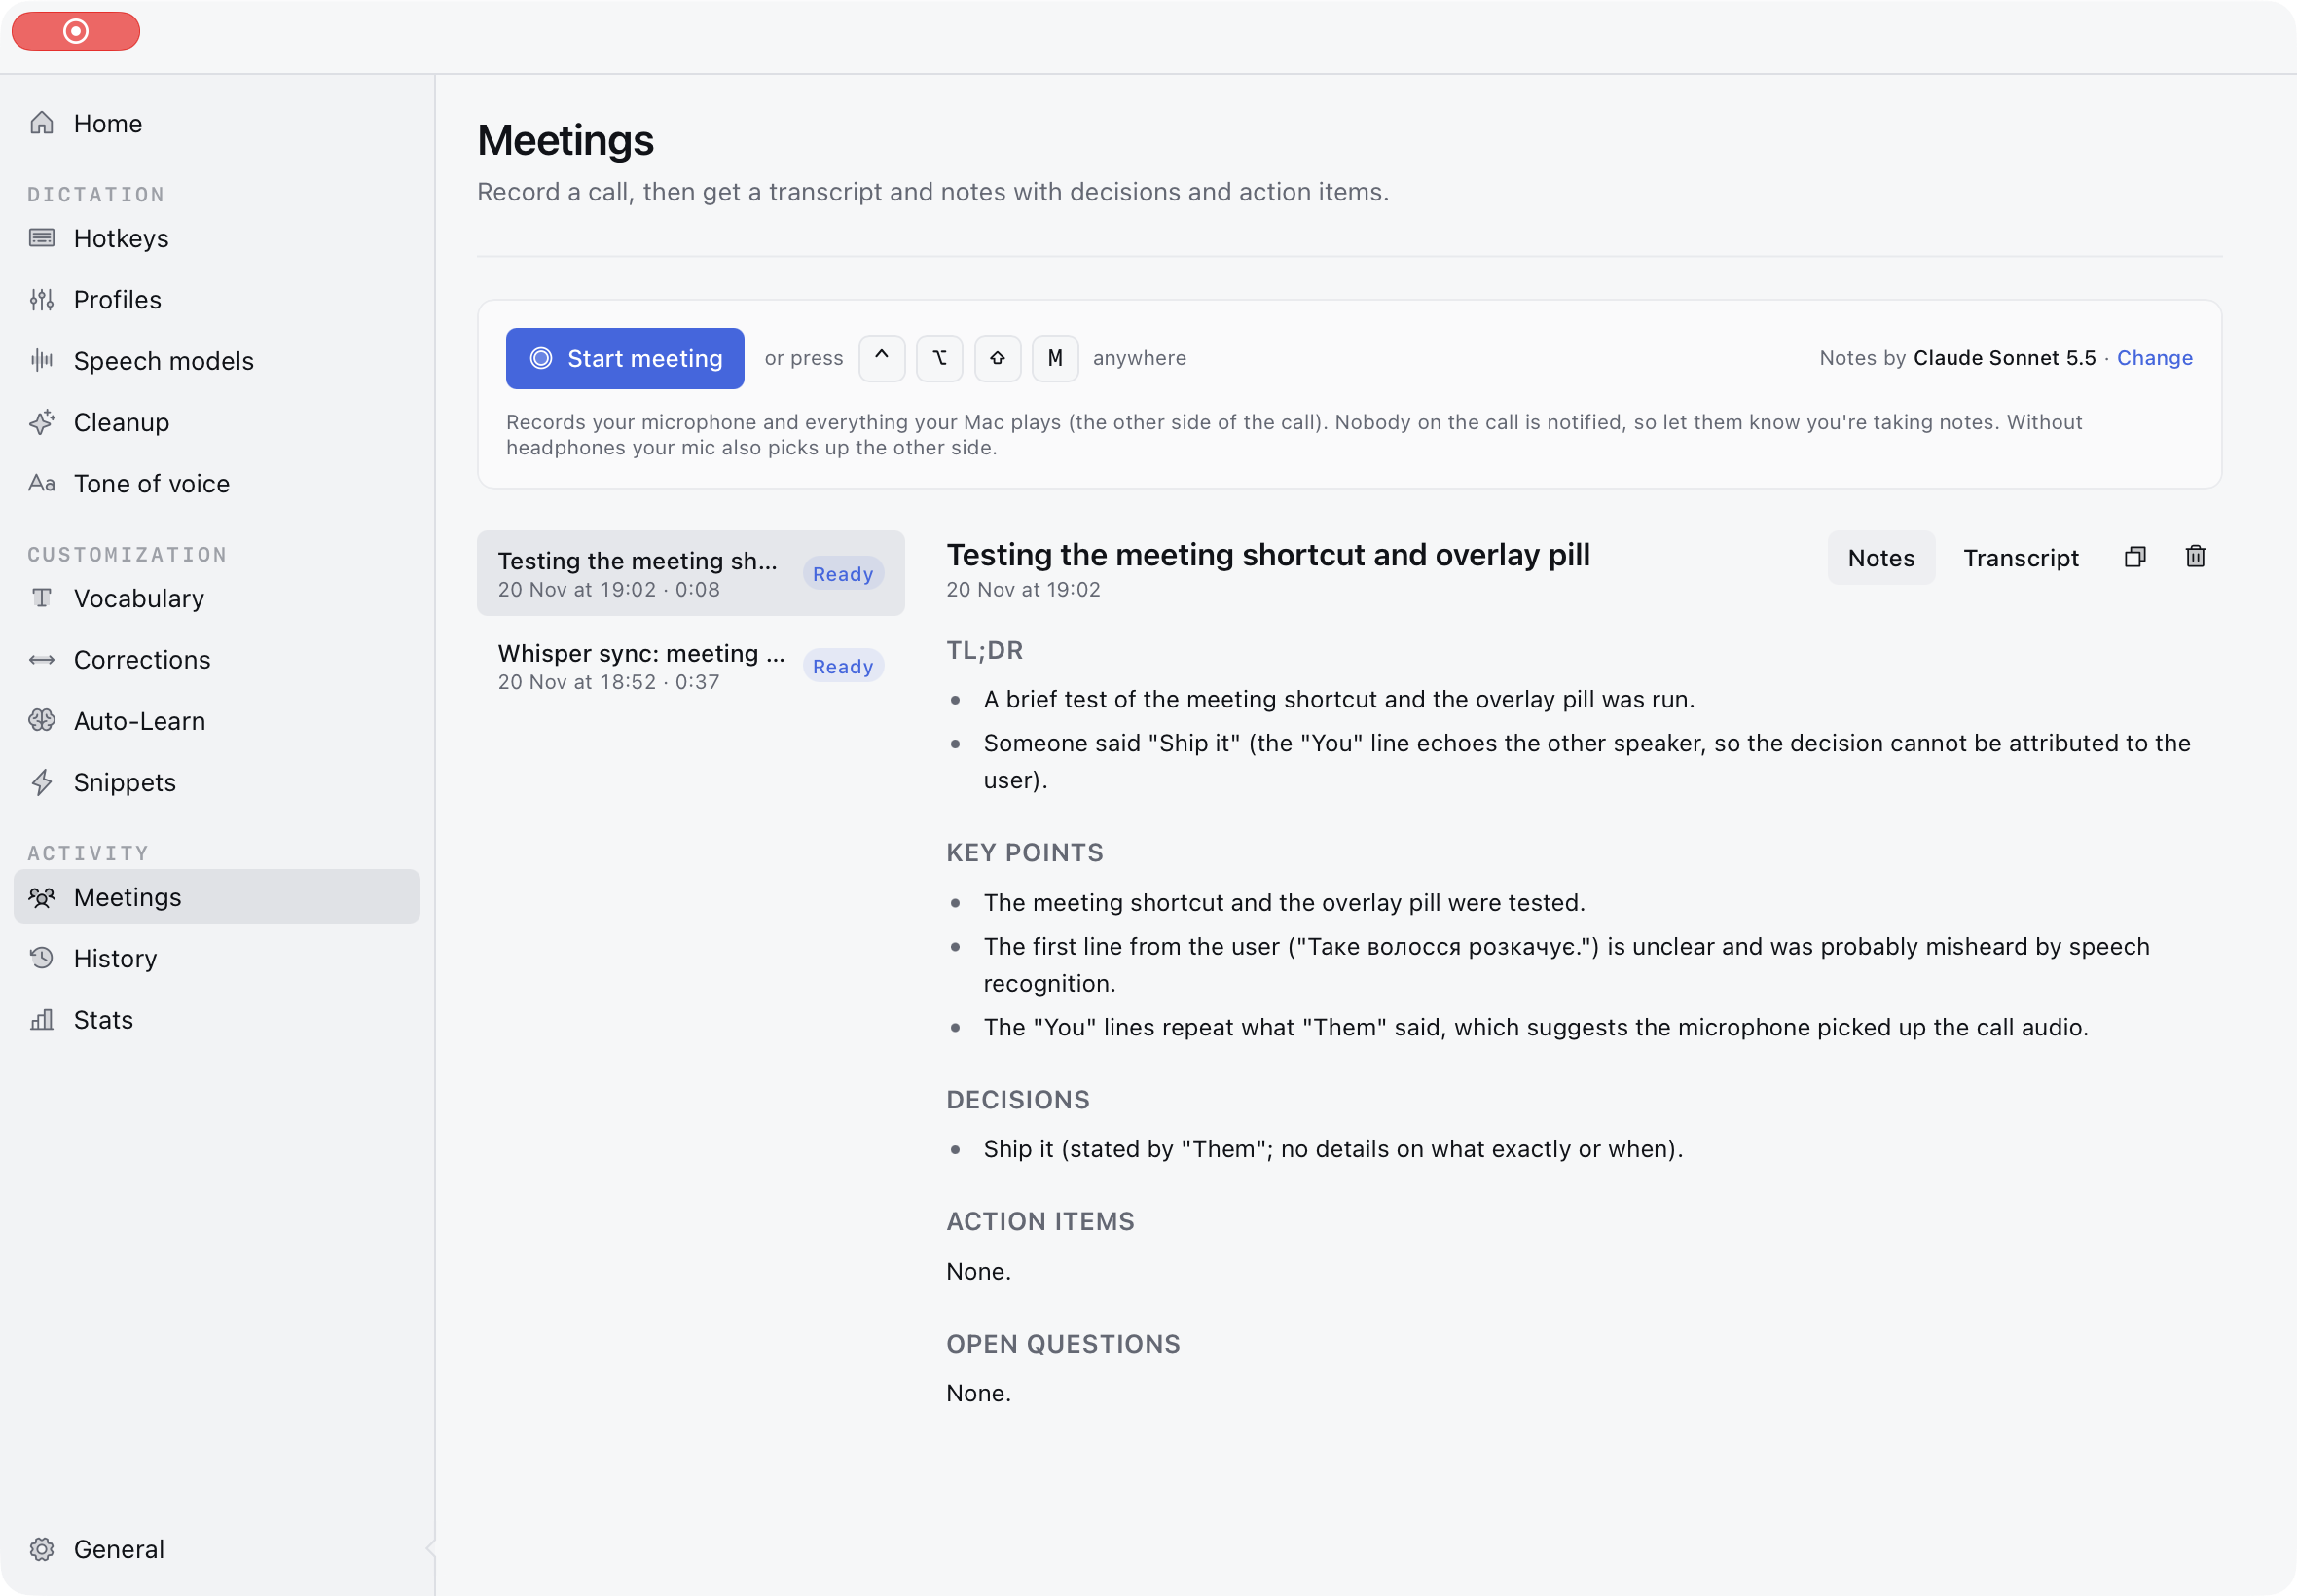 Home
DICTATION
Hotkeys
Profiles
Speech models
Cleanup
Aa Tone of voice
CUSTOMIZATION
Vocabulary
Corrections
Auto-Learn
Snippets
ACTIVITY
Meetings
History
Stats
General
Meetings
Record a call, then get a transcript and notes with decisions and action items.
Start meeting or press ^ ⌥ ⇧ M anywhere
Notes by Claude Sonnet 5.5 · Change
Records your microphone and everything your Mac plays (the other side of the call). Nobody on the call is notified, so let them know you're taking notes. Without
headphones your mic also picks up the other side.
Testing the meeting sh...
20 Nov at 19:02 · 0:08
Ready
Whisper sync: meeting ...
20 Nov at 18:52 · 0:37
Ready
Testing the meeting shortcut and overlay pill
20 Nov at 19:02
Notes Transcript
TL;DR
• A brief test of the meeting shortcut and the overlay pill was run.
• Someone said "Ship it" (the "You" line echoes the other speaker, so the decision cannot be attributed to the
user).
KEY POINTS
• The meeting shortcut and the overlay pill were tested.
• The first line from the user ("Таке волосся розкачує.") is unclear and was probably misheard by speech
recognition.
• The "You" lines repeat what "Them" said, which suggests the microphone picked up the call audio.
DECISIONS
• Ship it (stated by "Them"; no details on what exactly or when).
ACTION ITEMS
None.
OPEN QUESTIONS
None.